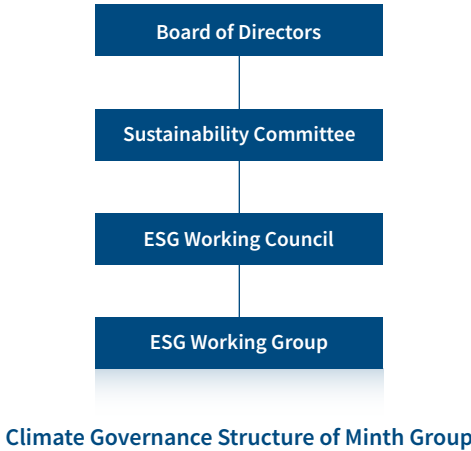 Board of Directors
Sustainability Committee
ESG Working Council
ESG Working Group
Climate Governance Structure of Minth Group